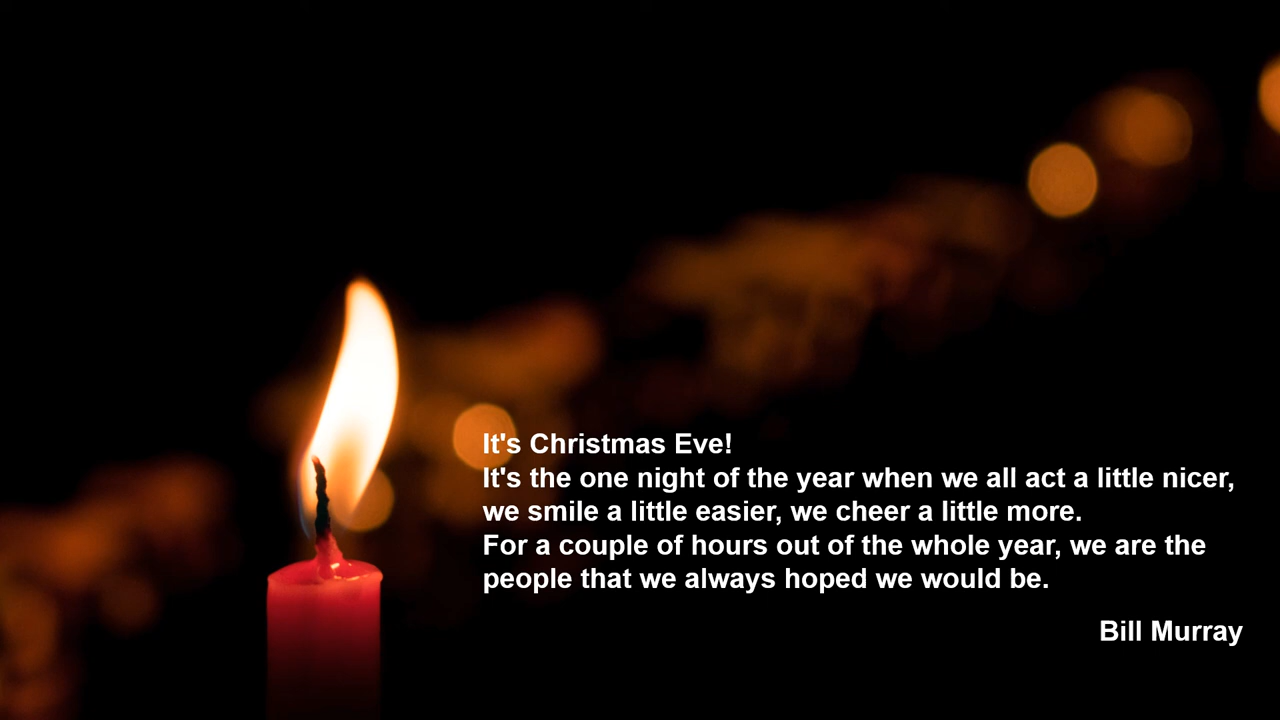 It's Christmas Eve!
It's the one night of the year when we all act a little nicer,
we smile a little easier, we cheer a little more.
For a couple of hours out of the whole year, we are the
people that we always hoped we would be.
Bill Murray